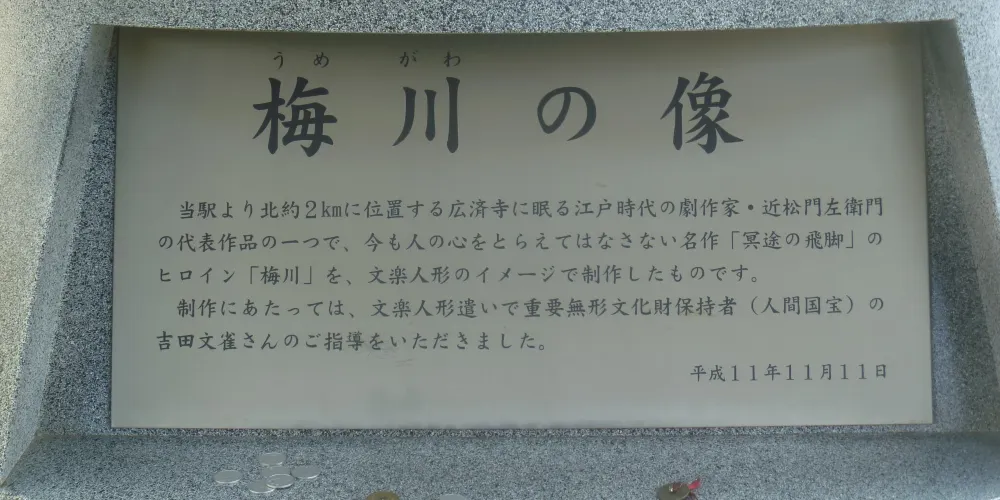 うめ がわ
梅川の像
当駅より北約2kmに位置する広済寺に眠る江戸時代の劇作家・近松門左衛門
の代表作品の一つで、今も人の心をとらえてはなさない名作「冥途の飛脚」の
ヒロイン「梅川」を、文楽人形のイメージで制作したものです。
制作にあたっては、文楽人形遣いで重要無形文化財保持者（人間国宝）の
吉田文雀さんのご指導をいただきました。
平成11年11月11日